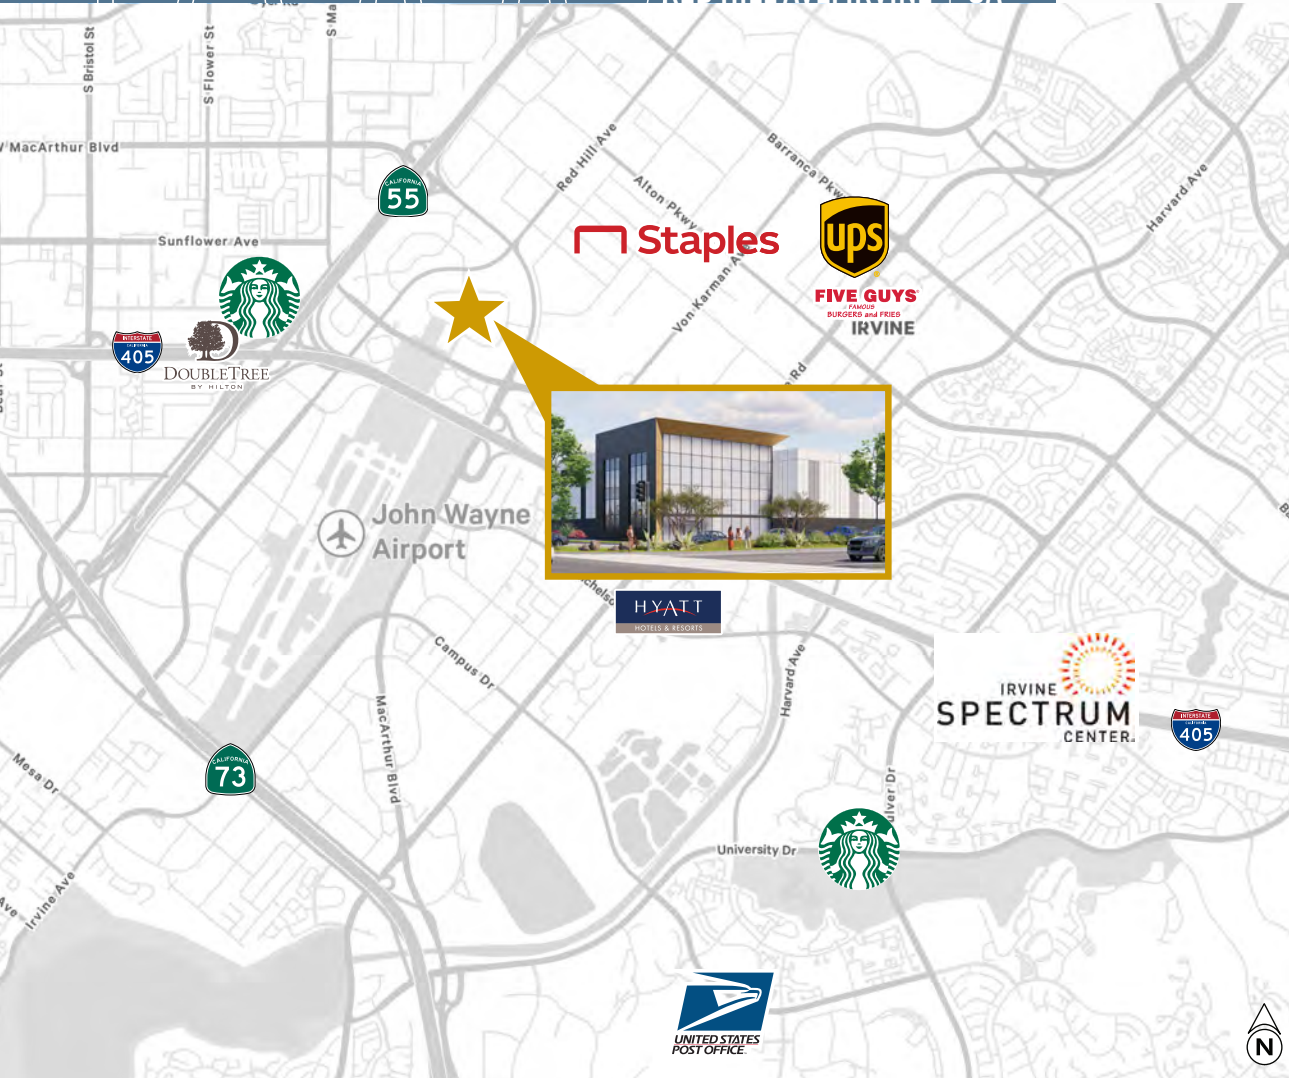 S Bristol St
S Flower St
MacArthur Blvd
Red Hill Ave
Barranca Pkwy
Harvard Ave
CALIFORNIA
55
Alton Pkwy
Sunflower Ave
Staples
ups
Von Karman Ave
FIVE GUYS
FAMOUS
BURGERS and FRIES
IRVINE
INTERSTATE
CALIFORNIA
405
D
DOUBLETREE
BY HILTON
Rd
John Wayne
Airport
HYATT
HOTELS & RESORTS
Campus Dr
Harvard Ave
MacArthur Blvd
IRVINE
SPECTRUM
CENTER
INTERSTATE
CALIFORNIA
405
Mesa Dr
CALIFORNIA
73
University Dr
Irvine Ave
Ave
UNITED STATES
POST OFFICE
N